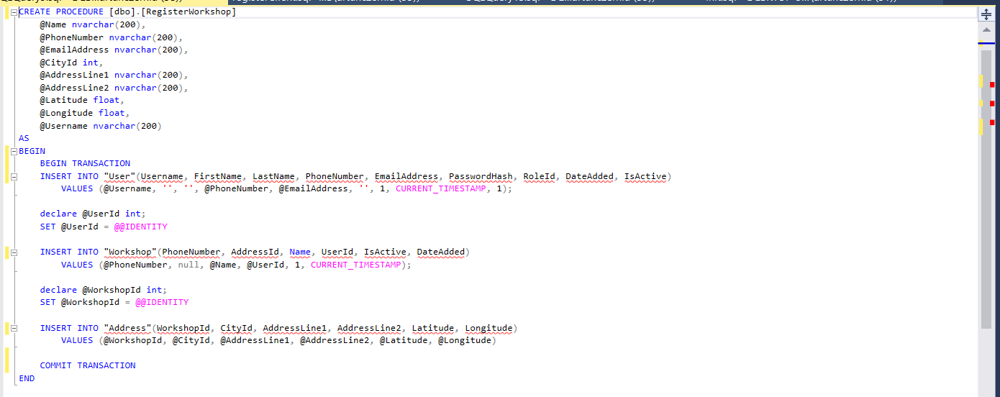 CREATE PROCEDURE [dbo].[RegisterWorkshop]
    @Name nvarchar(200),
    @PhoneNumber nvarchar(200),
    @EmailAddress nvarchar(200),
    @CityId int,
    @AddressLine1 nvarchar(200),
    @AddressLine2 nvarchar(200),
    @Latitude float,
    @Longitude float,
    @Username nvarchar(200)
AS
BEGIN
    BEGIN TRANSACTION
    INSERT INTO "User"(Username, FirstName, LastName, PhoneNumber, EmailAddress, PasswordHash, RoleId, DateAdded, IsActive)
        VALUES (@Username, '', '', @PhoneNumber, @EmailAddress, '', 1, CURRENT_TIMESTAMP, 1);
    declare @UserId int;
    SET @UserId = @@IDENTITY
    INSERT INTO "Workshop"(PhoneNumber, AddressId, Name, UserId, IsActive, DateAdded)
        VALUES (@PhoneNumber, null, @Name, @UserId, 1, CURRENT_TIMESTAMP);
    declare @WorkshopId int;
    SET @WorkshopId = @@IDENTITY
    INSERT INTO "Address"(WorkshopId, CityId, AddressLine1, AddressLine2, Latitude, Longitude)
        VALUES (@WorkshopId, @CityId, @AddressLine1, @AddressLine2, @Latitude, @Longitude)
    COMMIT TRANSACTION
END